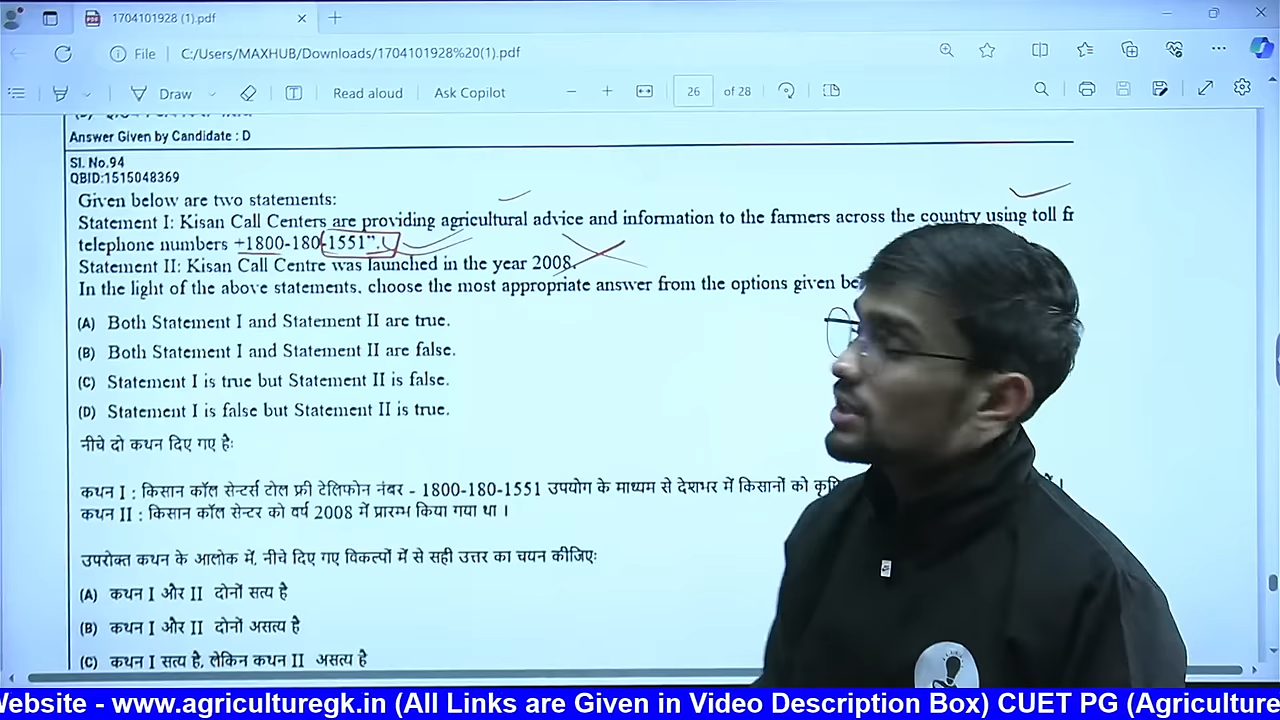 1704101928 (1).pdf
File
C:/Users/MAXHUB/Downloads/1704101928%20(1).pdf
Draw
Read aloud
Ask Copilot
26 of 28
Answer Given by Candidate : D
Sl. No.94
QBID:1515048369
Given below are two statements:
Statement I: Kisan Call Centers are providing agricultural advice and information to the farmers across the country using toll fr
telephone numbers +1800-180-1551".
Statement II: Kisan Call Centre was launched in the year 2008.
In the light of the above statements, choose the most appropriate answer from the options given be
(A) Both Statement I and Statement II are true.
(B) Both Statement I and Statement II are false.
(C) Statement I is true but Statement II is false.
(D) Statement I is false but Statement II is true.
नीचे दो कथन दिए गए है:
कथन I : किसान कॉल सेन्टर्स टोल फ्री टेलिफोन नंबर - 1800-180-1551 उपयोग के माध्यम से देशभर में किसानों को कृषि
कथन II : किसान कॉल सेन्टर को वर्ष 2008 में प्रारम्भ किया गया था ।
उपरोक्त कथन के आलोक में, नीचे दिए गए विकल्पों में से सही उत्तर का चयन कीजिए:
(A) कथन I और II दोनों सत्य है
(B) कथन I और II दोनों असत्य है
(C) कथन I सत्य है, लेकिन कथन II असत्य है
Website - www.agriculturegk.in (All Links are Given in Video Description Box) CUET PG (Agriculture